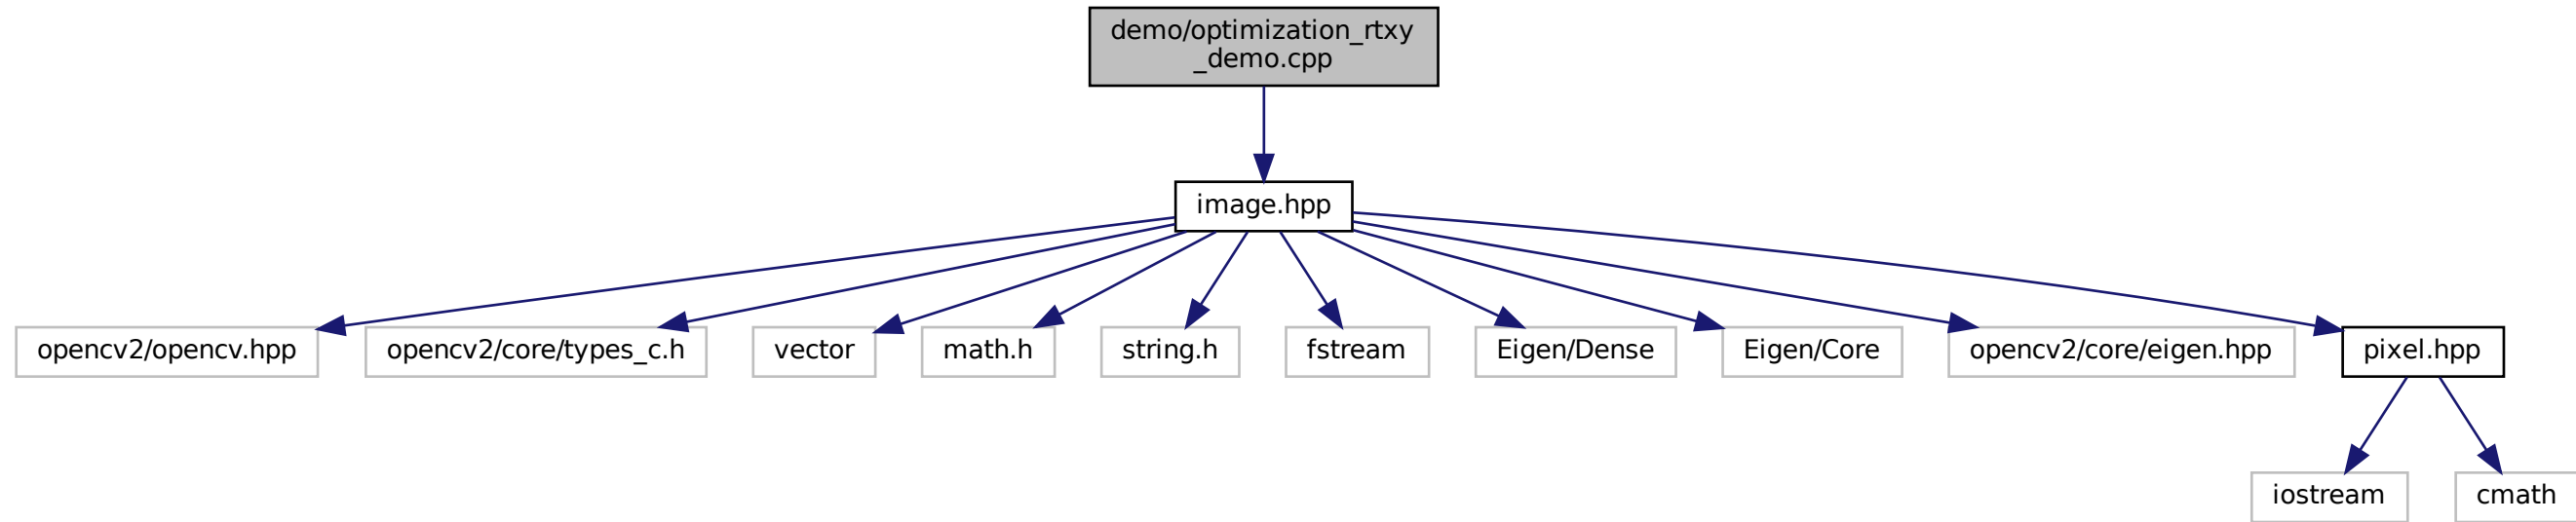 demo/optimization_rtxy
_demo.cpp
image.hpp
opencv2/opencv.hpp
opencv2/core/types_c.h
vector
math.h
string.h
fstream
Eigen/Dense
Eigen/Core
opencv2/core/eigen.hpp
pixel.hpp
iostream
cmath